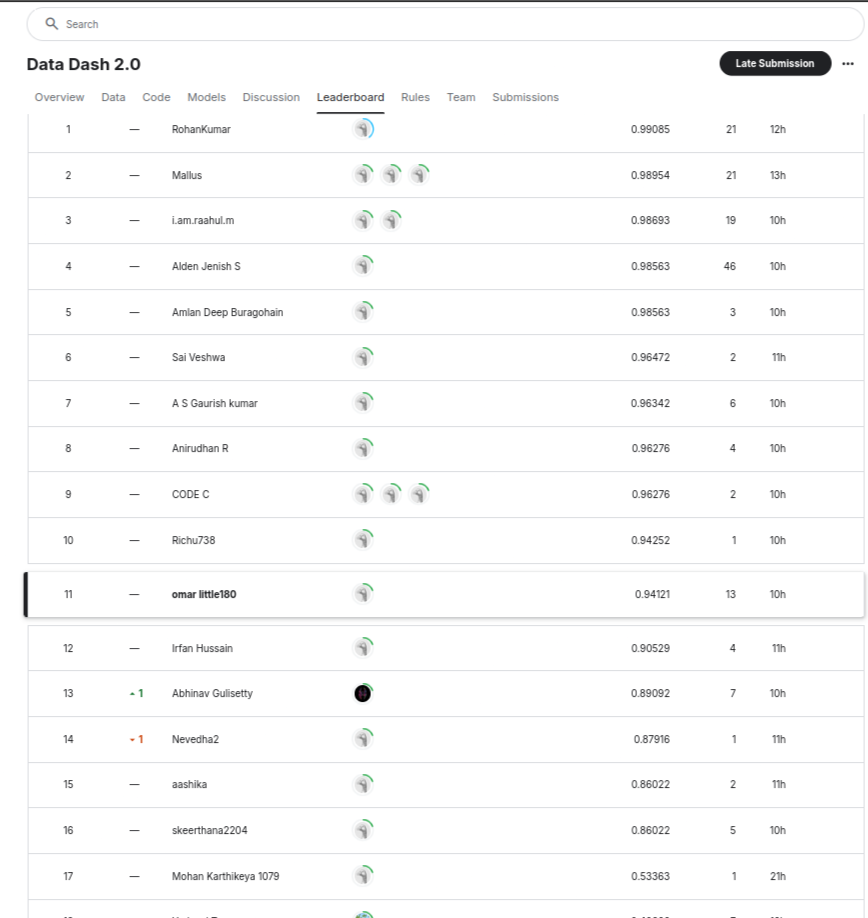 Search
Data Dash 2.0
Late Submission
Overview Data Code Models Discussion Leaderboard Rules Team Submissions
1 — RohanKumar 0.99085 21 12h
2 — Mallus 0.98954 21 13h
3 — i.am.raahul.m 0.98693 19 10h
4 — Alden Jenish S 0.98563 46 10h
5 — Amlan Deep Buragohain 0.98563 3 10h
6 — Sai Veshwa 0.96472 2 11h
7 — A S Gaurish kumar 0.96342 6 10h
8 — Anirudhan R 0.96276 4 10h
9 — CODE C 0.96276 2 10h
10 — Richu738 0.94252 1 10h
11 — omar little180 0.94121 13 10h
12 — Irfan Hussain 0.90529 4 11h
13 1 Abhinav Gulisetty 0.89092 7 10h
14 1 Nevedha2 0.87916 1 11h
15 — aashika 0.86022 2 11h
16 — skeerthana2204 0.86022 5 10h
17 — Mohan Karthikeya 1079 0.53363 1 21h